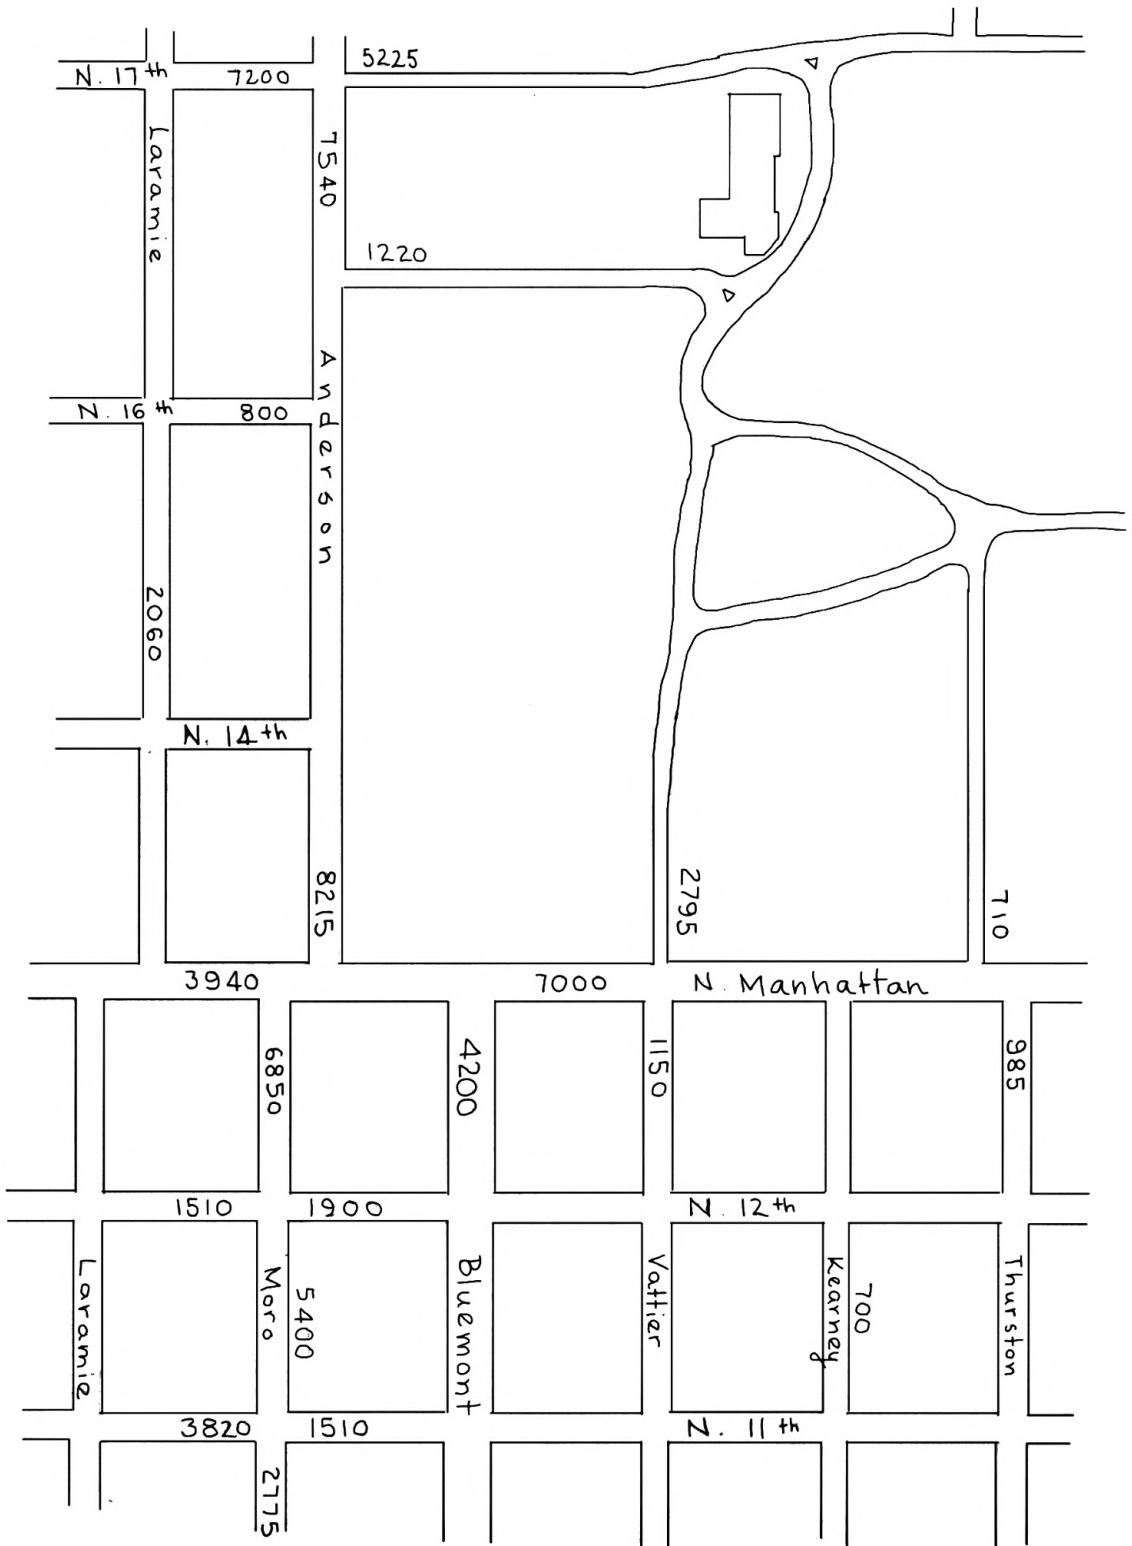 5225
N. 17th
7200
Laramie
7540
1220
Anderson
N. 16th
800
2060
N. 14th
8215
2795
710
3940
7000
N. Manhattan
6850
4200
1150
985
1510
1900
N. 12th
Laramie
Moro
5400
Bluemont
Vattier
Kearney
700
Thurston
3820
1510
N. 11th
2775